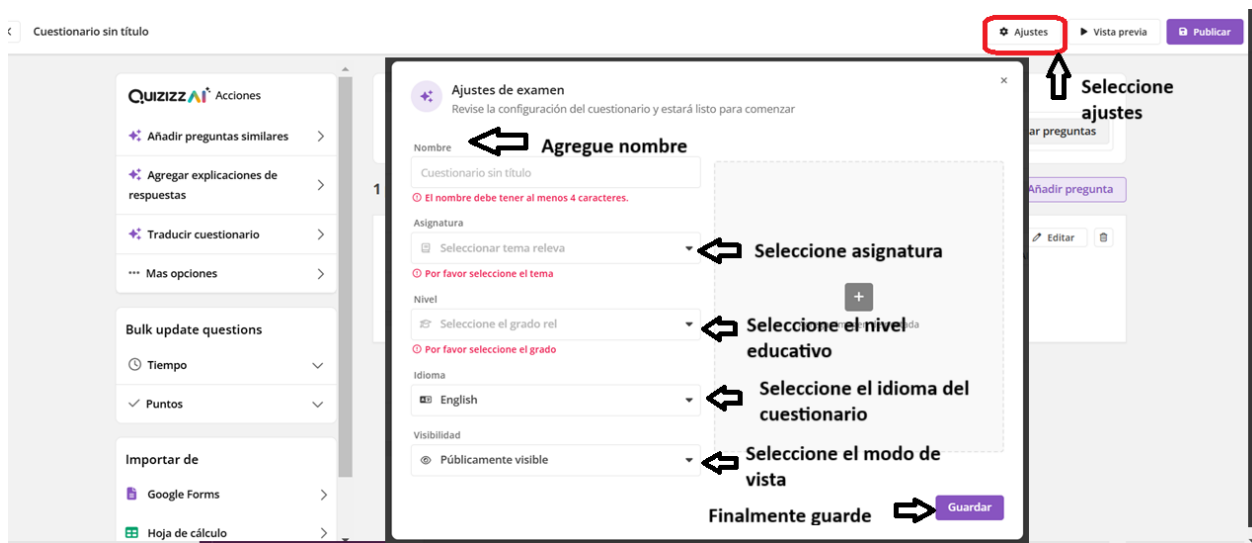 Cuestionario sin título
Ajustes
Vista previa
Publicar
Seleccione
ajustes
QUIZIZZ AI Acciones
Añadir preguntas similares
Agregar explicaciones de
respuestas
Traducir cuestionario
Mas opciones
Bulk update questions
Tiempo
Puntos
Importar de
Google Forms
Hoja de cálculo
1
Ajustes de examen
Revise la configuración del cuestionario y estará listo para comenzar
Nombre
Agregue nombre
Cuestionario sin título
El nombre debe tener al menos 4 caracteres.
Asignatura
Seleccionar tema releva
Seleccione asignatura
Por favor seleccione el tema
Nivel
Seleccione el grado rel
Seleccione el nivel
educativo
Por favor seleccione el grado
Idioma
English
Seleccione el idioma del
cuestionario
Visibilidad
Públicamente visible
Seleccione el modo de
vista
Finalmente guarde
Guardar
ar preguntas
Añadir pregunta
Editar